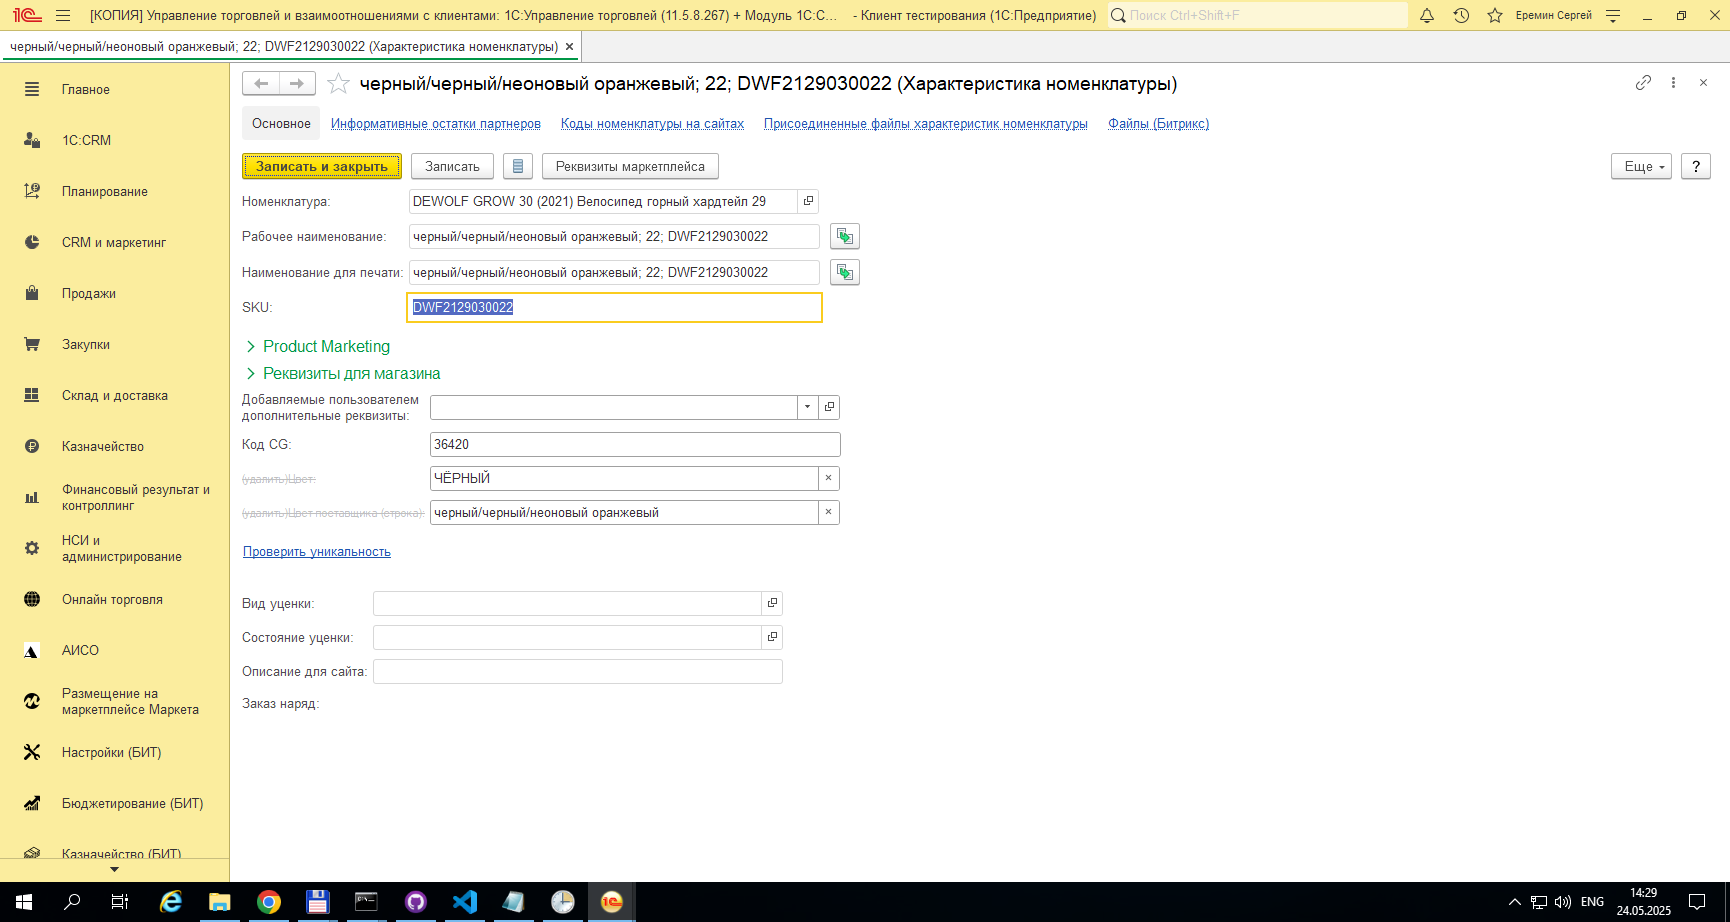 [КОПИЯ] Управление торговли и взаимоотношениями с клиентами: 1С:Управление торговли (11.5.8.267) + Модуль 1С:С... - Клиент тестирования (1С:Предприятие)
Поиск Ctrl+Shift+F
Еремин Сергей
черный/черный/неоновый оранжевый; 22; DWF2129030022 (Характеристика номенклатуры)
Главное
1С:CRM
Планирование
CRM и маркетинг
Продажи
Закупки
Склад и доставка
Казначейство
Финансовый результат и
контроллинг
НСИ и
администрирование
Онлайн торговля
АИСО
Размещение на
маркетплейсе Маркета
Настройки (БИТ)
Бюджетирование (БИТ)
Казначейство (БИТ)
черный/черный/неоновый оранжевый; 22; DWF2129030022 (Характеристика номенклатуры)
Основное
Информативные остатки партнеров
Коды номенклатуры на сайтах
Присоединенные файлы характеристик номенклатуры
Файлы (Битрикс)
Записать и закрыть
Записать
Реквизиты маркетплейса
Еще
?
Номенклатура: DEWOLF GROW 30 (2021) Велосипед горный хардтейл 29
Рабочее наименование: черный/черный/неоновый оранжевый; 22; DWF2129030022
Наименование для печати: черный/черный/неоновый оранжевый; 22; DWF2129030022
SKU: DWF2129030022
Product Marketing
Реквизиты для магазина
Добавляемые пользователем
дополнительные реквизиты:
Код CG: 36420
(удалить)Цвет: ЧЁРНЫЙ
(удалить)Цвет поставщика (строка): черный/черный/неоновый оранжевый
Проверить уникальность
Вид уценки:
Состояние уценки:
Описание для сайта:
Заказ наряд:
ENG
14:29
24.05.2025